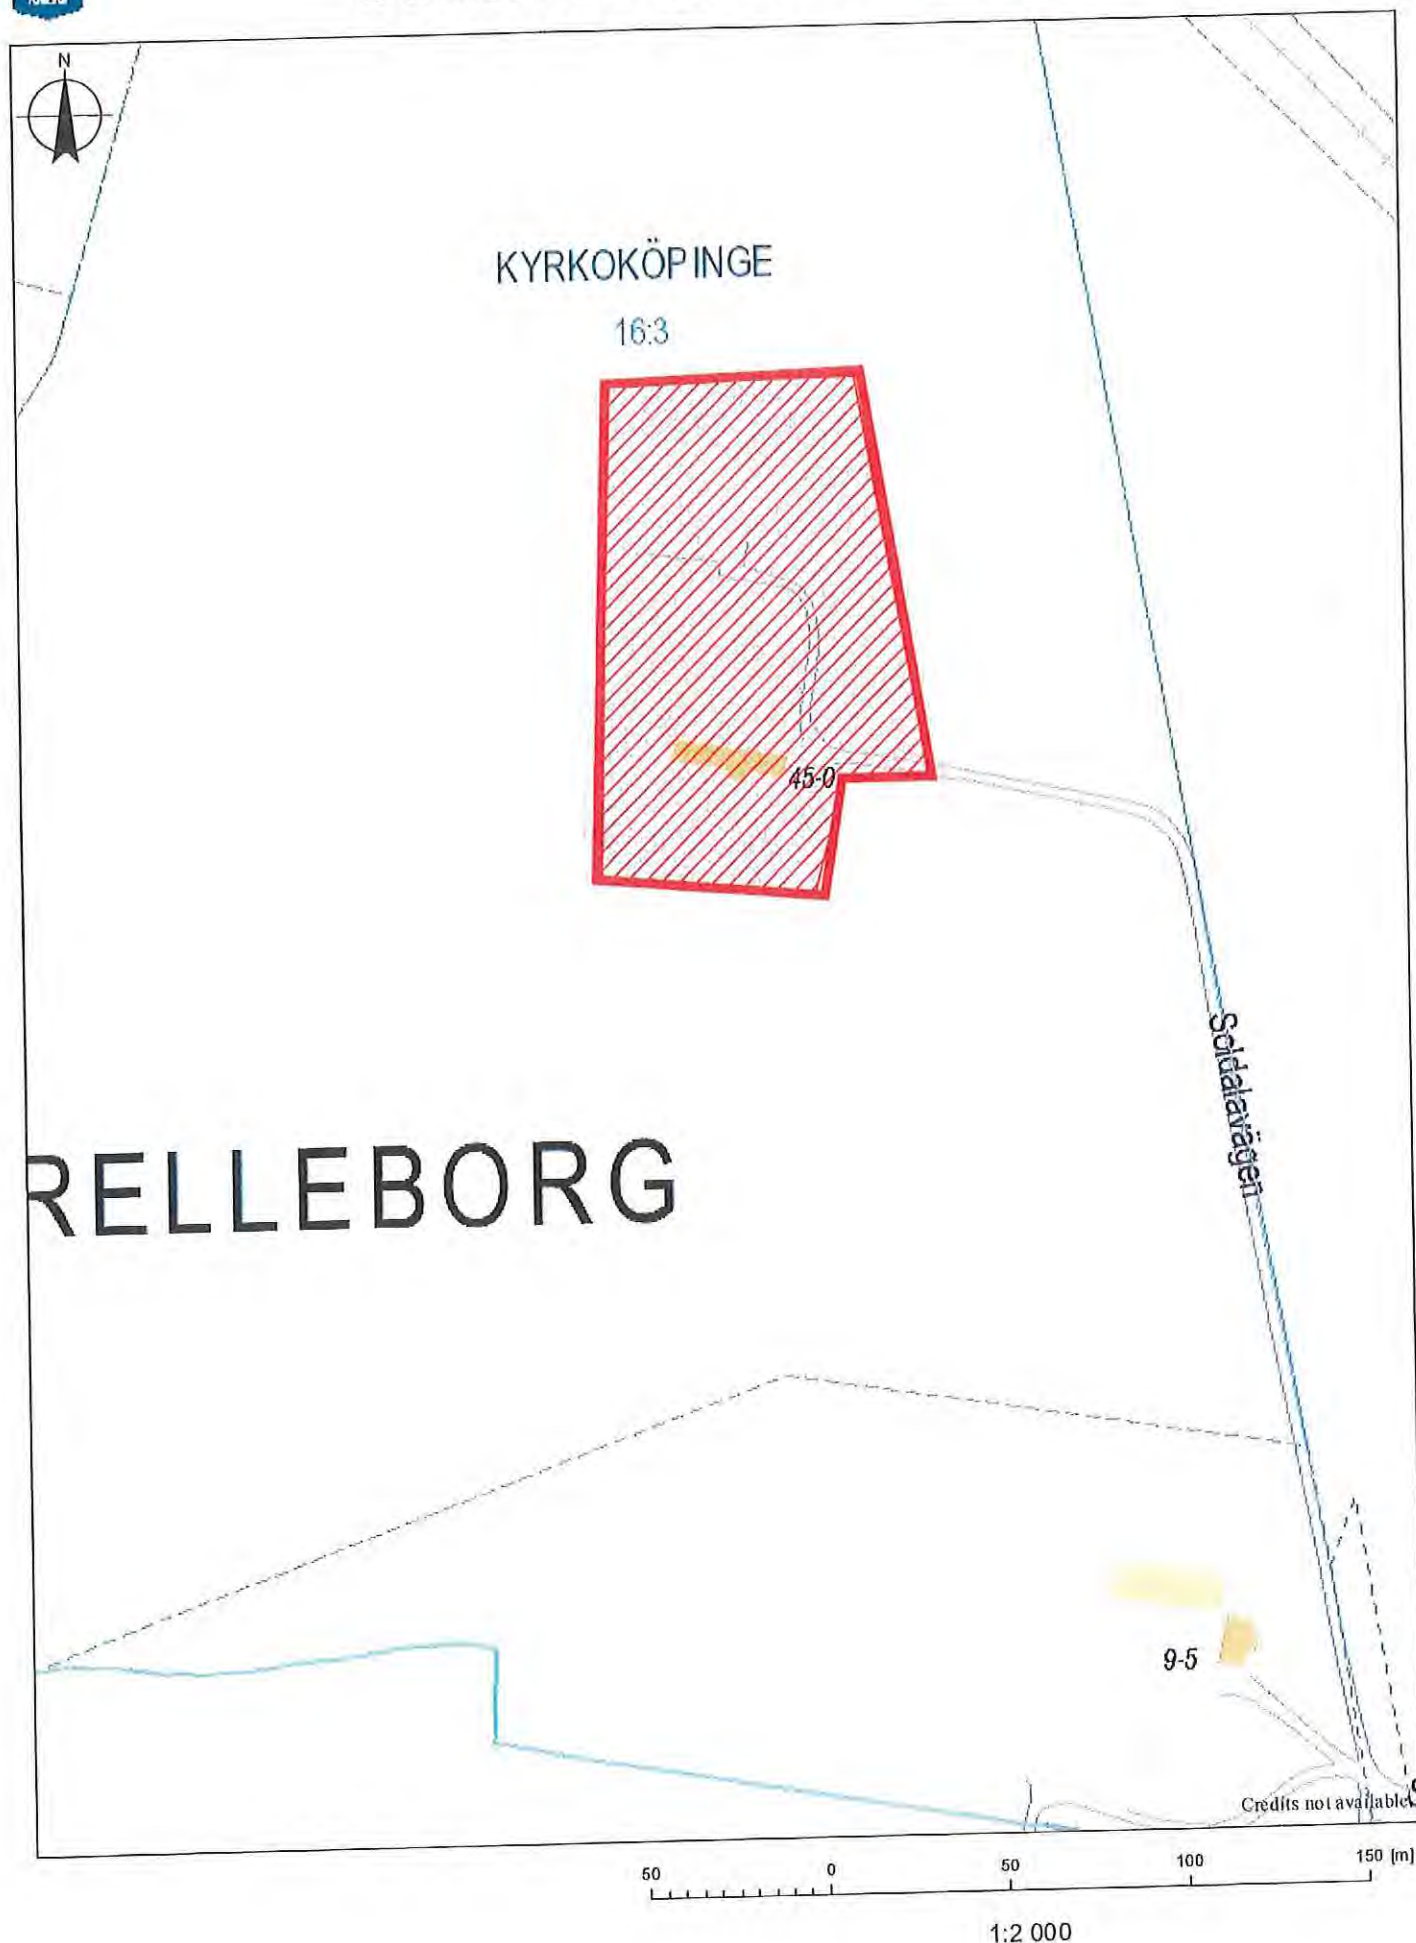 N
KYRKOKÖPINGE
16:3
45-0
Soldalavägen
RELLEBORG
9-5
Credits not available
50 0 50 100 150 [m]
1:2 000